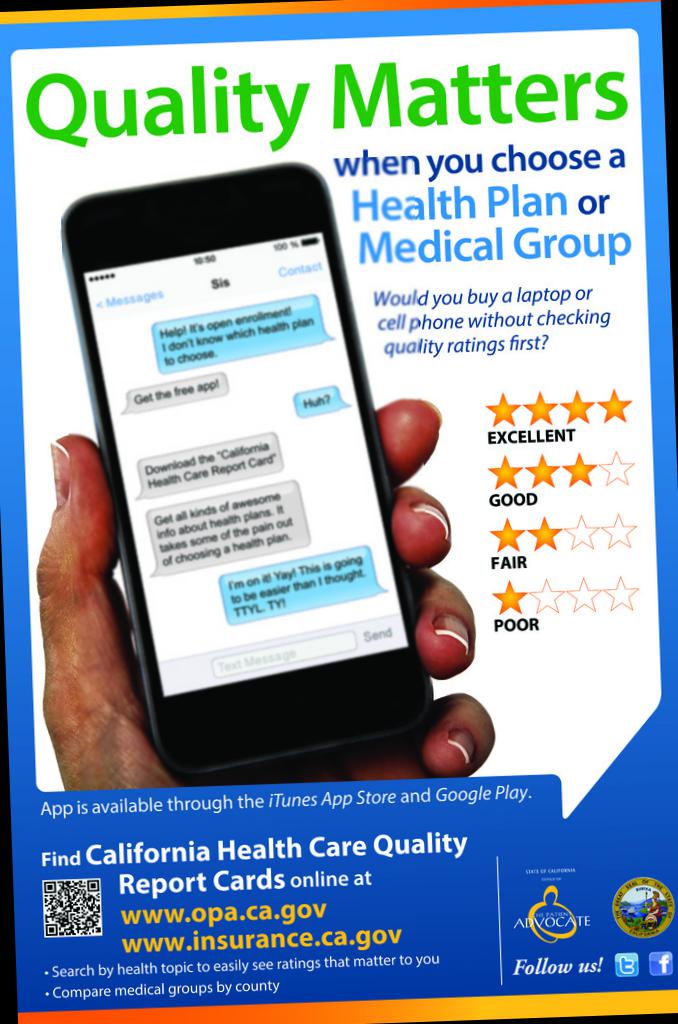 Quality Matters
when you choose a
Health Plan or
Medical Group
Would you buy a laptop or
cell phone without checking
quality ratings first?
10:50
100 %
< Messages
Sis
Contact
Help! It's open enrollment!
I don't know which health plan
to choose.
Get the free app!
Huh?
Download the "California
Health Care Report Card"
Get all kinds of awesome
info about health plans. It
takes some of the pain out
of choosing a health plan.
I'm on it! Yay! This is going
to be easier than I thought.
TTYL. TY!
Text Message
Send
EXCELLENT
GOOD
FAIR
POOR
App is available through the iTunes App Store and Google Play.
Find California Health Care Quality
Report Cards online at
www.opa.ca.gov
www.insurance.ca.gov
• Search by health topic to easily see ratings that matter to you
• Compare medical groups by county
STATE OF CALIFORNIA
THE PATIENT
ADVOCATE
EUREKA
Follow us!